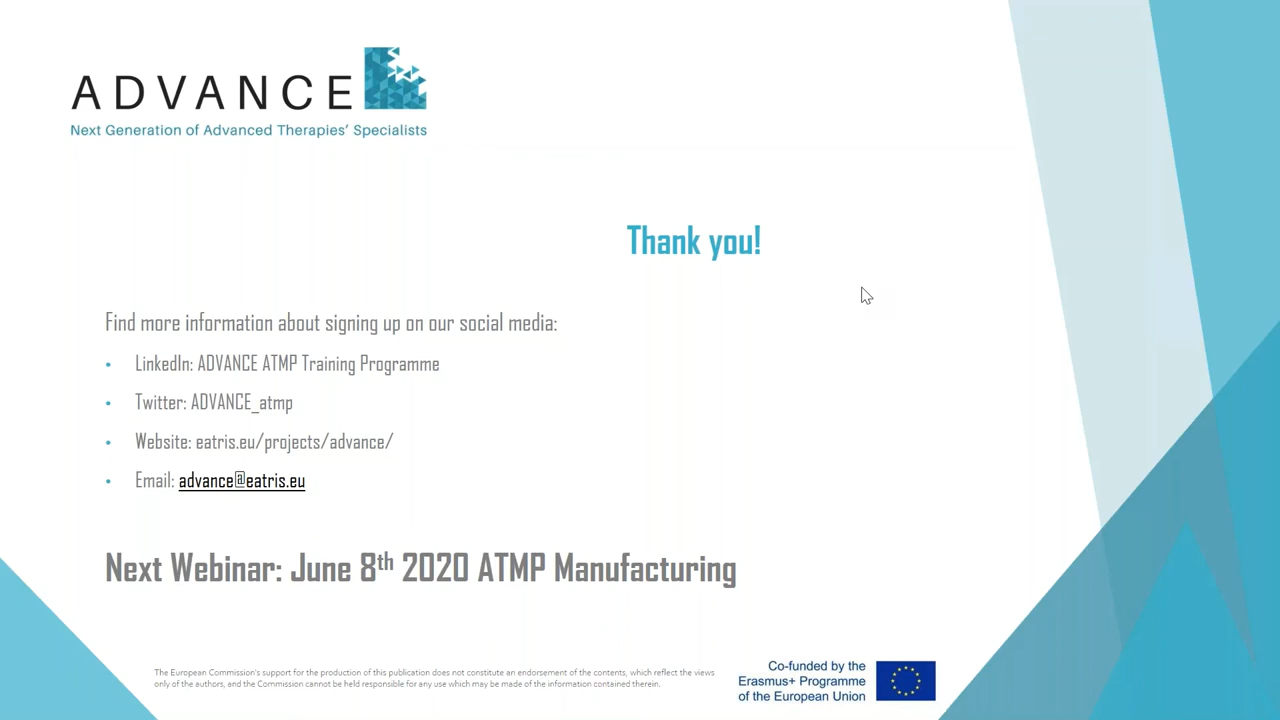 ADVANCE
Next Generation of Advanced Therapies’ Specialists
Thank you!
Find more information about signing up on our social media:
• LinkedIn: ADVANCE ATMP Training Programme
• Twitter: ADVANCE_atmp
• Website: eatris.eu/projects/advance/
• Email: advance@eatris.eu
Next Webinar: June 8th 2020 ATMP Manufacturing
The European Commission's support for the production of this publication does not constitute an endorsement of the contents, which reflect the views
only of the authors, and the Commission cannot be held responsible for any use which may be made of the information contained therein.
Co-funded by the
Erasmus+ Programme
of the European Union